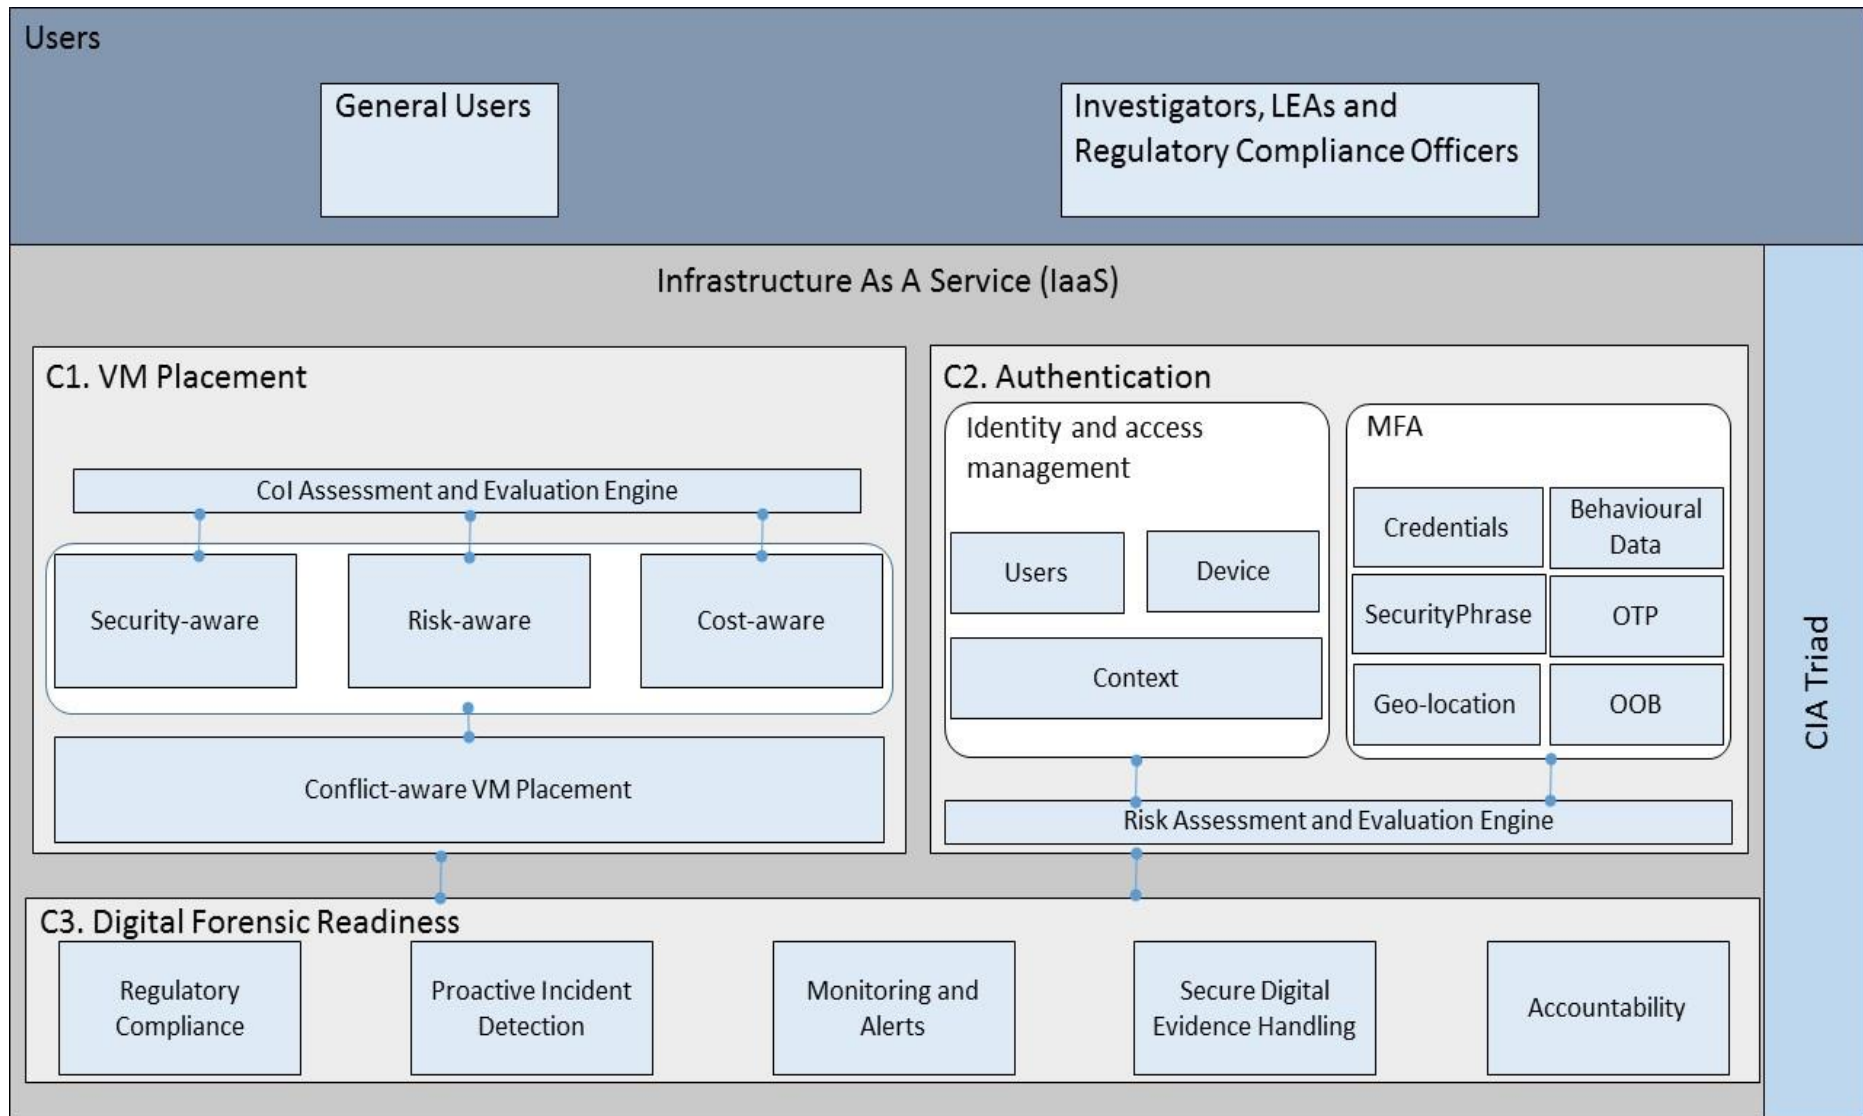 Users
General Users
Investigators, LEAs and
Regulatory Compliance Officers
Infrastructure As A Service (IaaS)
C1. VM Placement
CoI Assessment and Evaluation Engine
Security-aware
Risk-aware
Cost-aware
Conflict-aware VM Placement
C2. Authentication
Identity and access
management
Users
Device
Context
MFA
Credentials
Behavioural
Data
SecurityPhrase
OTP
Geo-location
OOB
Risk Assessment and Evaluation Engine
CIA Triad
C3. Digital Forensic Readiness
Regulatory
Compliance
Proactive Incident
Detection
Monitoring and
Alerts
Secure Digital
Evidence Handling
Accountability